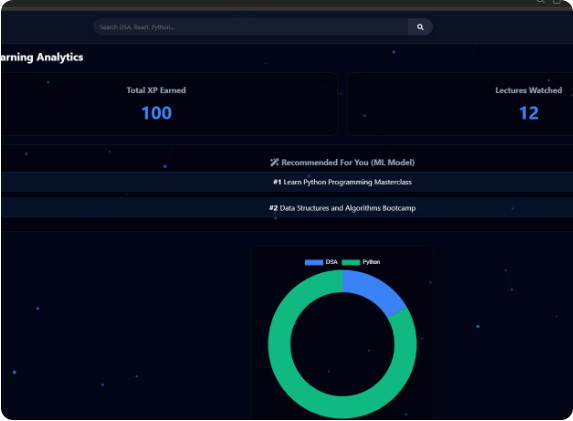 Search DSA, React, Python...
arning Analytics
Total XP Earned
Lectures Watched
100
12
Recommended For You (ML Model)
#1 Learn Python Programming Masterclass
#2 Data Structures and Algorithms Bootcamp
DSA Python